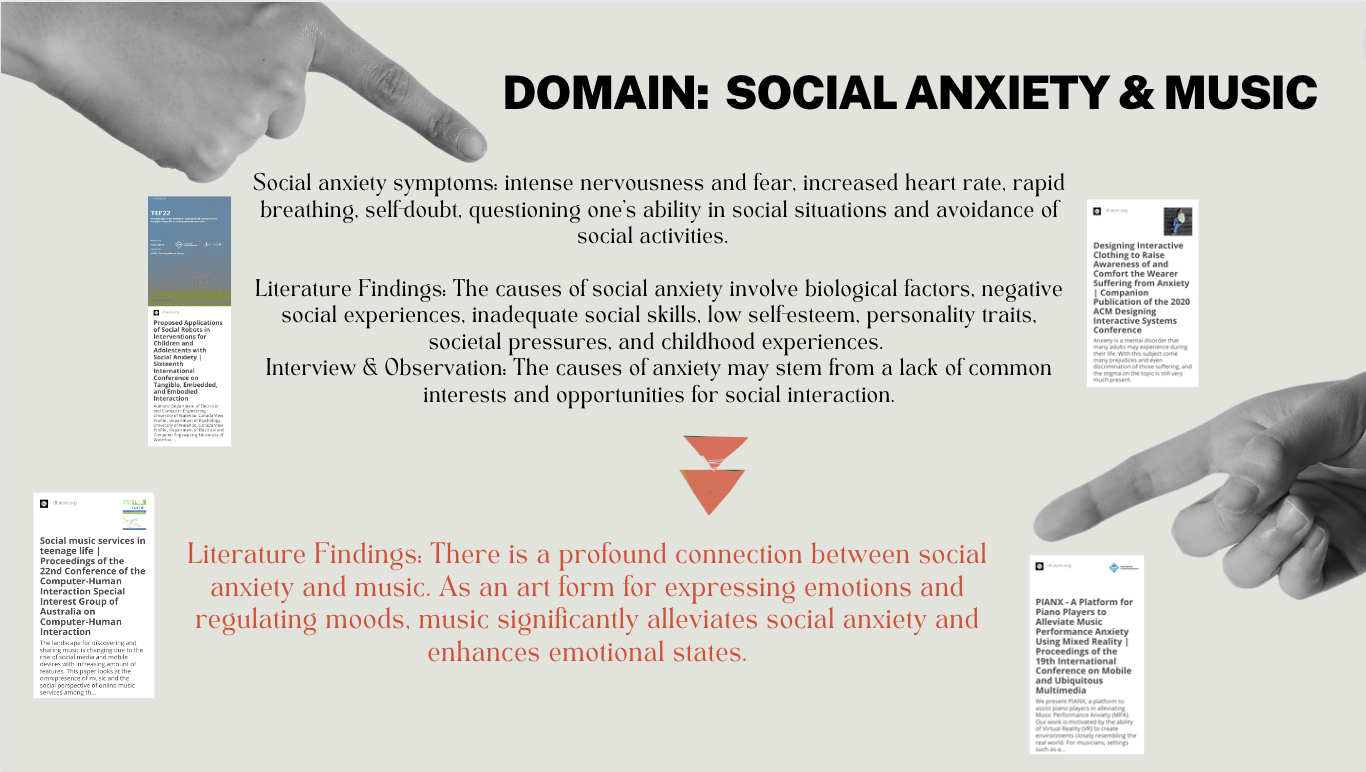 DOMAIN: SOCIAL ANXIETY & MUSIC
Social anxiety symptoms: intense nervousness and fear, increased heart rate, rapid
breathing, self-doubt, questioning one's ability in social situations and avoidance of
social activities.
Literature Findings: The causes of social anxiety involve biological factors, negative
social experiences, inadequate social skills, low self-esteem, personality traits,
societal pressures, and childhood experiences.
Interview & Observation: The causes of anxiety may stem from a lack of common
interests and opportunities for social interaction.
TEI'22
Proposed Applications
of Social Robots in
Interventions for
Children and
Adolescents with
Social Anxiety |
Sixteenth
International
Conference on
Tangible, Embedded,
and Embodied
Interaction
Authors: Department of Electrical
and Computer Engineering,
University of Waterloo, Canada View
Profile, Department of Psychology,
University of Waterloo, Canada View
Profile, Department of Electrical and
Computer Engineering, University of
Waterloo,
dl.acm.org
Designing Interactive
Clothing to Raise
Awareness of and
Comfort the Wearer
Suffering from Anxiety
| Companion
Publication of the 2020
ACM Designing
Interactive Systems
Conference
Anxiety is a mental disorder that
many adults may experience during
their life. With this subject come
many prejudices and even
discrimination of those suffering, and
the stigma on the topic is still very
much present.
Literature Findings: There is a profound connection between social
anxiety and music. As an art form for expressing emotions and
regulating moods, music significantly alleviates social anxiety and
enhances emotional states.
dl.acm.org
Social music services in
teenage life |
Proceedings of the
22nd Conference of the
Computer-Human
Interaction Special
Interest Group of
Australia on
Computer-Human
Interaction
The landscape for discovering and
sharing music is changing due to the
rise of social media and mobile
devices with increasing amount of
features. This paper looks at the
omnipresence of music and the
social perspective of online music
services among th...
dl.acm.org
PIANX - A Platform for
Piano Players to
Alleviate Music
Performance Anxiety
Using Mixed Reality |
Proceedings of the
19th International
Conference on Mobile
and Ubiquitous
Multimedia
We present PIANX, a platform to
assist piano players in alleviating
Music Performance Anxiety (MPA).
Our work is motivated by the ability
of Virtual Reality (VR) to create
environments closely resembling the
real world. For musicians, settings
such as a...